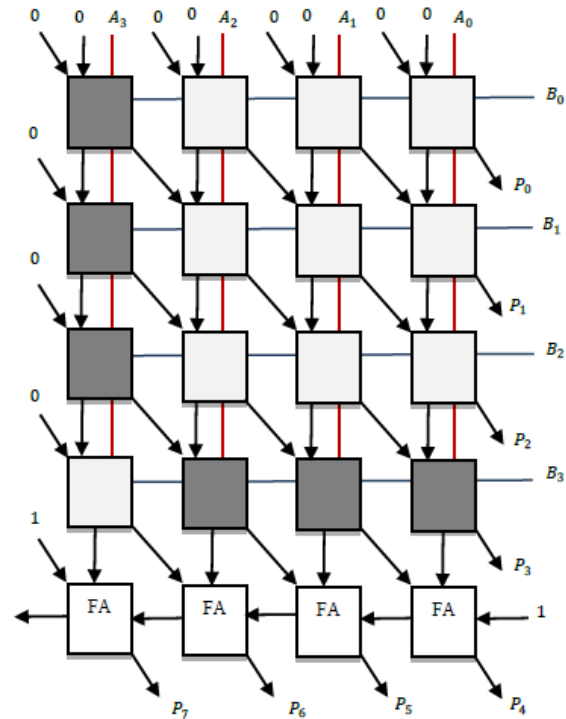 0 0 A₃ 0 0 A₂ 0 0 A₁ 0 0 A₀
B₀
0
P₀
B₁
0
P₁
B₂
0
P₂
B₃
1
P₃
FA FA FA FA 1
P₇ P₆ P₅ P₄